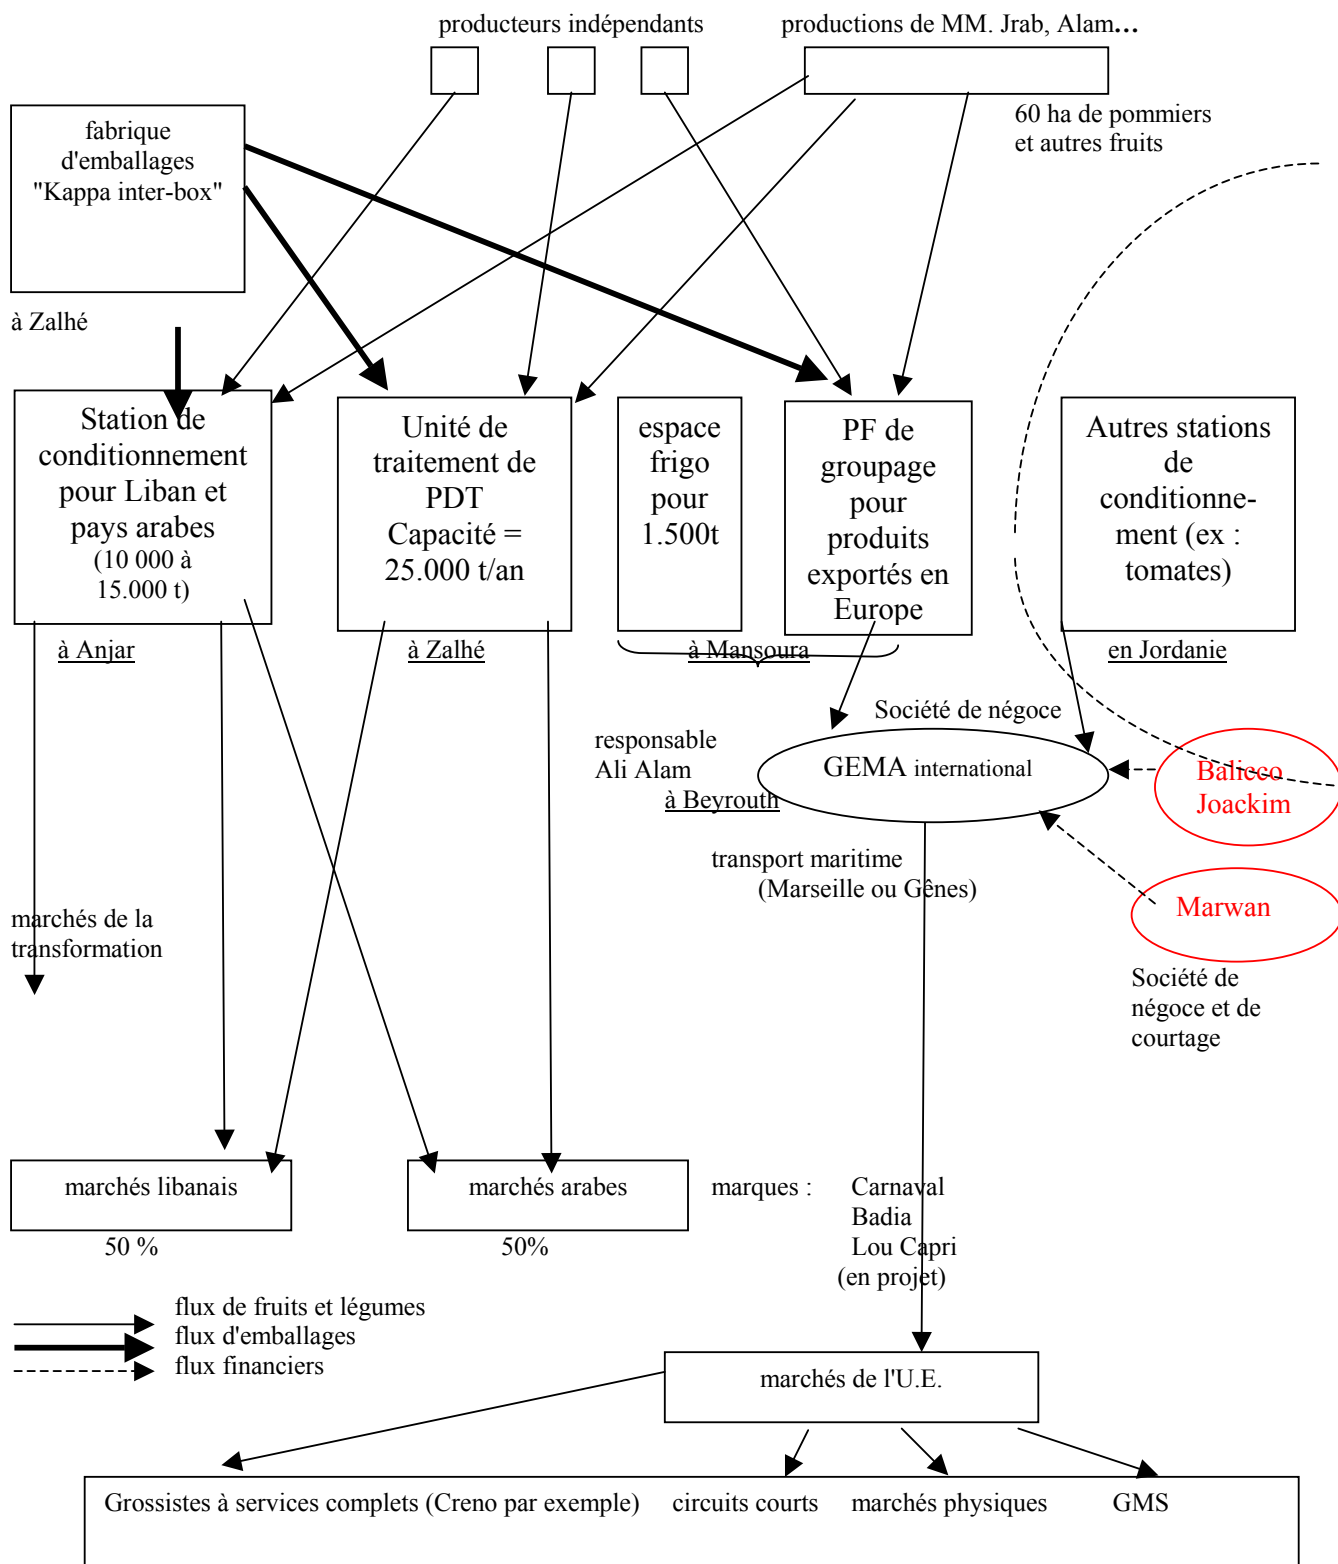 producteurs indépendants
productions de MM. Jrab, Alam...
60 ha de pommiers
et autres fruits
fabrique
d'emballages
"Kappa inter-box"
à Zalhé
Station de
conditionnement
pour Liban et
pays arabes
(10 000 à
15.000 t)
à Anjar
Unité de
traitement de
PDT
Capacité =
25.000 t/an
à Zalhé
espace
frigo
pour
1.500t
PF de
groupage
pour
produits
exportés en
Europe
à Mansoura
Autres stations
de
conditionne-
ment (ex :
tomates)
en Jordanie
Société de négoce
responsable
Ali Alam
à Beyrouth
GEMA international
Balicco
Joackim
transport maritime
(Marseille ou Gênes)
Marwan
Société de
négoce et de
courtage
marchés de la
transformation
marchés libanais
50 %
marchés arabes
50%
marques : Carnaval
Badia
Lou Capri
(en projet)
flux de fruits et légumes
flux d'emballages
flux financiers
marchés de l'U.E.
Grossistes à services complets (Creno par exemple)
circuits courts
marchés physiques
GMS